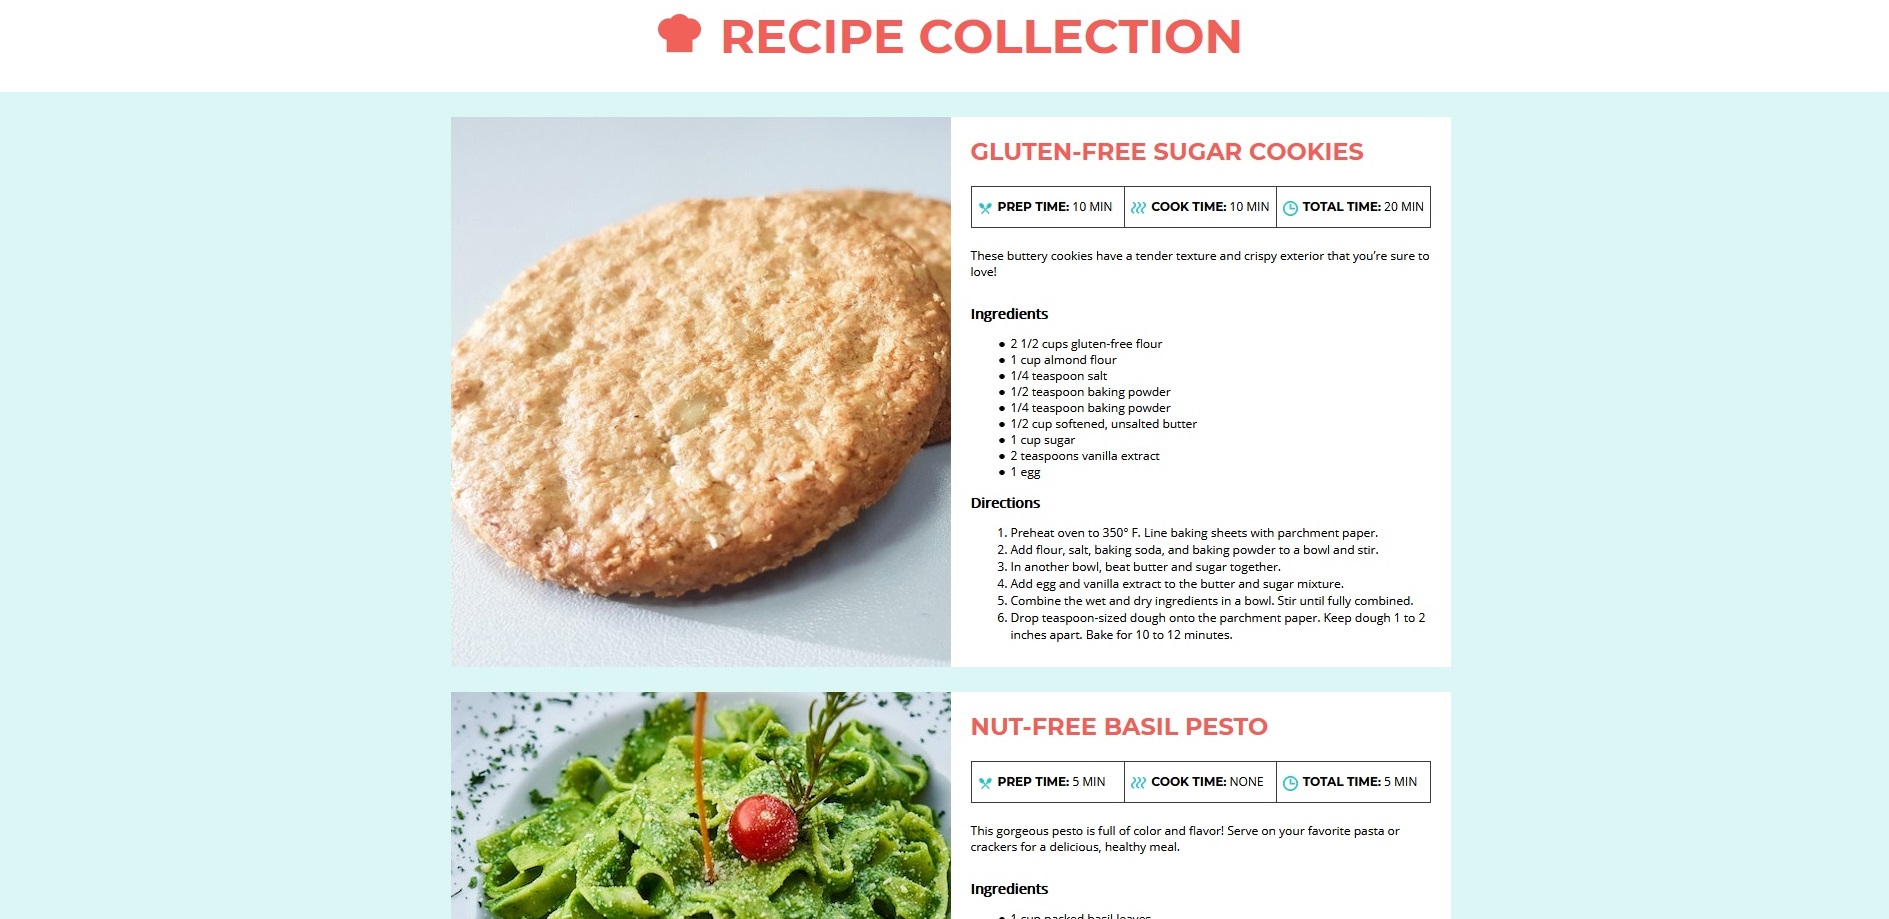 RECIPE COLLECTION
GLUTEN-FREE SUGAR COOKIES
PREP TIME: 10 MIN COOK TIME: 10 MIN TOTAL TIME: 20 MIN
These buttery cookies have a tender texture and crispy exterior that you’re sure to
love!
Ingredients
• 2 1/2 cups gluten-free flour
• 1 cup almond flour
• 1/4 teaspoon salt
• 1/2 teaspoon baking powder
• 1/4 teaspoon baking powder
• 1/2 cup softened, unsalted butter
• 1 cup sugar
• 2 teaspoons vanilla extract
• 1 egg
Directions
1. Preheat oven to 350° F. Line baking sheets with parchment paper.
2. Add flour, salt, baking soda, and baking powder to a bowl and stir.
3. In another bowl, beat butter and sugar together.
4. Add egg and vanilla extract to the butter and sugar mixture.
5. Combine the wet and dry ingredients in a bowl. Stir until fully combined.
6. Drop teaspoon-sized dough onto the parchment paper. Keep dough 1 to 2
inches apart. Bake for 10 to 12 minutes.
NUT-FREE BASIL PESTO
PREP TIME: 5 MIN COOK TIME: NONE TOTAL TIME: 5 MIN
This gorgeous pesto is full of color and flavor! Serve on your favorite pasta or
crackers for a delicious, healthy meal.
Ingredients
• 1 cup packed basil leaves